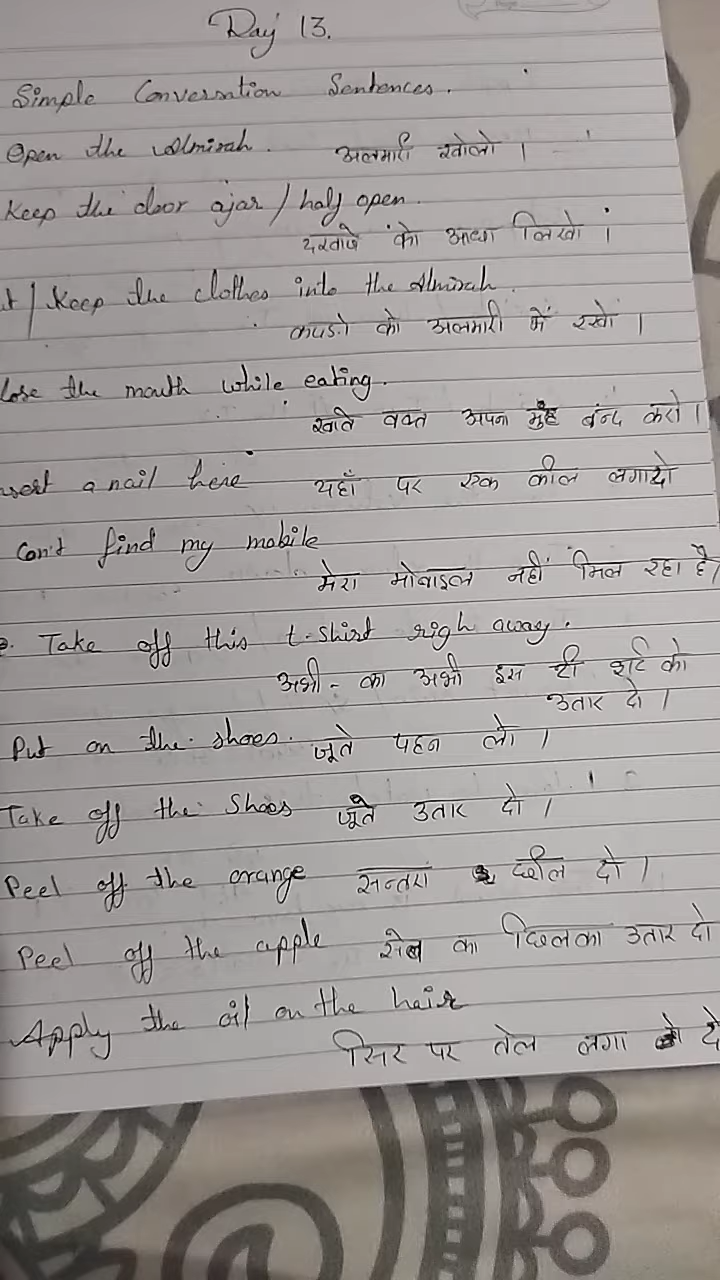 Day 13.
Simple Conversation Sentences.
Open the Almirah. अलमारी खोलो ।
Keep the door ajar / half open.
दरवाजे को आधा लिखो ।
t / Keep the clothes into the Almirah.
कपड़ो को अलमारी में रखो ।
lose the mouth while eating.
खाते वक्त अपना मुँह बंन्द करो ।
sert a nail here यहाँ पर एक कील लगादो
Can't find my mobile
मेरा मोबाइल नहीं मिल रहा है।
e. Take off this t-shirt righ away.
अभी - का अभी इस टी शर्ट को
उतार दो ।
Put on the shoes. जूते पहन लो ।
Take off the Shoes जूते उतार दो ।
Peel off the orange सन्तरा छील दो ।
Peel off the apple सेब का छिलका उतार दो
Apply the oil on the hair
सिर पर तेल लगा दो